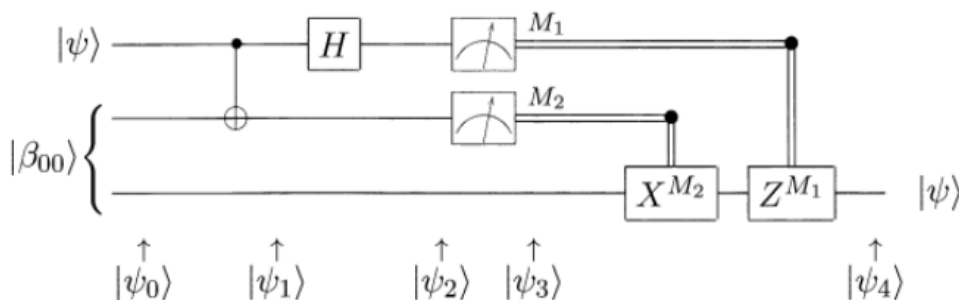 |ψ⟩ H M₁
M₂
|β₀₀⟩
X^{M₂} Z^{M₁} |ψ⟩
↑ ↑ ↑ ↑ ↑
|ψ₀⟩ |ψ₁⟩ |ψ₂⟩ |ψ₃⟩ |ψ₄⟩